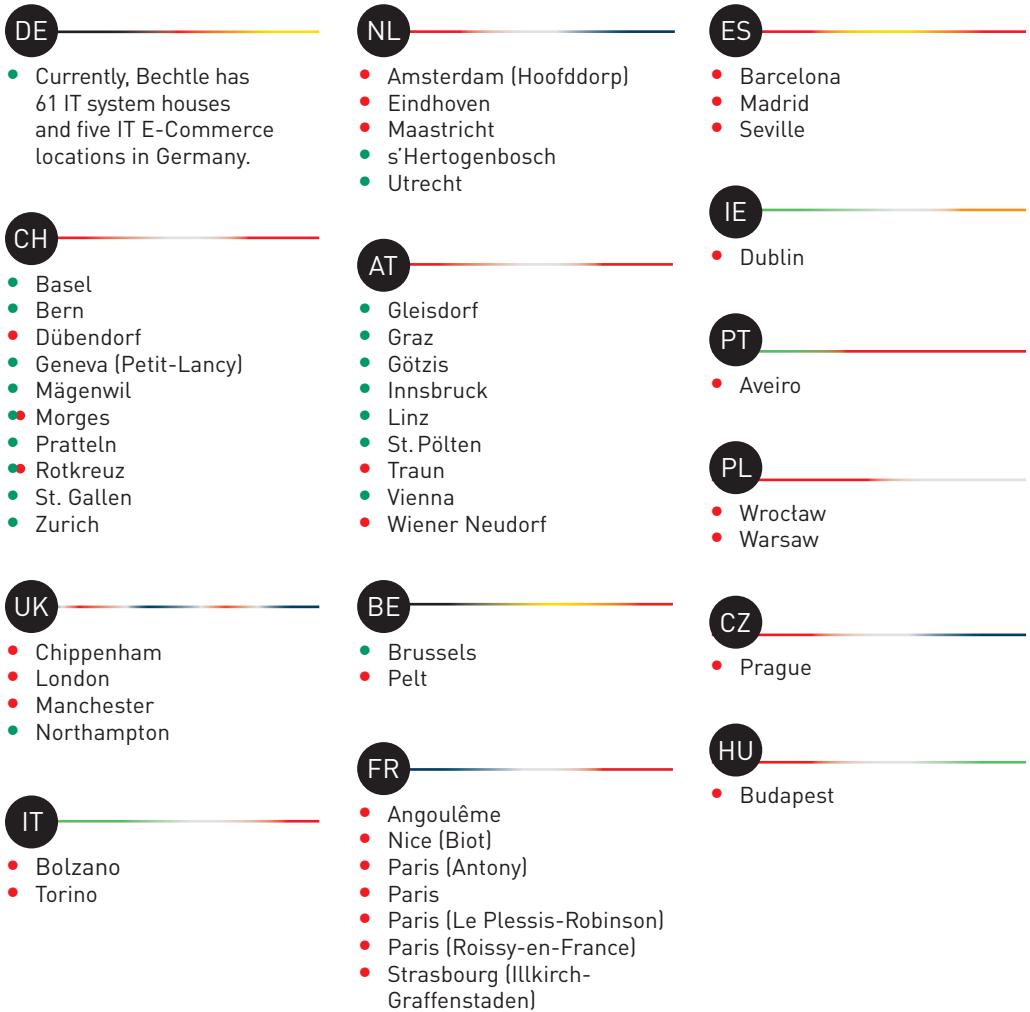 DE
Currently, Bechtle has
61 IT system houses
and five IT E-Commerce
locations in Germany.
CH
Basel
Bern
Dübendorf
Geneva (Petit-Lancy)
Mägenwil
Morges
Pratteln
Rotkreuz
St. Gallen
Zurich
UK
Chippenham
London
Manchester
Northampton
IT
Bolzano
Torino
NL
Amsterdam (Hoofddorp)
Eindhoven
Maastricht
s’Hertogenbosch
Utrecht
AT
Gleisdorf
Graz
Götzis
Innsbruck
Linz
St. Pölten
Traun
Vienna
Wiener Neudorf
BE
Brussels
Pelt
FR
Angoulême
Nice (Biot)
Paris (Antony)
Paris
Paris (Le Plessis-Robinson)
Paris (Roissy-en-France)
Strasbourg (Illkirch-
Graffenstaden)
ES
Barcelona
Madrid
Seville
IE
Dublin
PT
Aveiro
PL
Wrocław
Warsaw
CZ
Prague
HU
Budapest